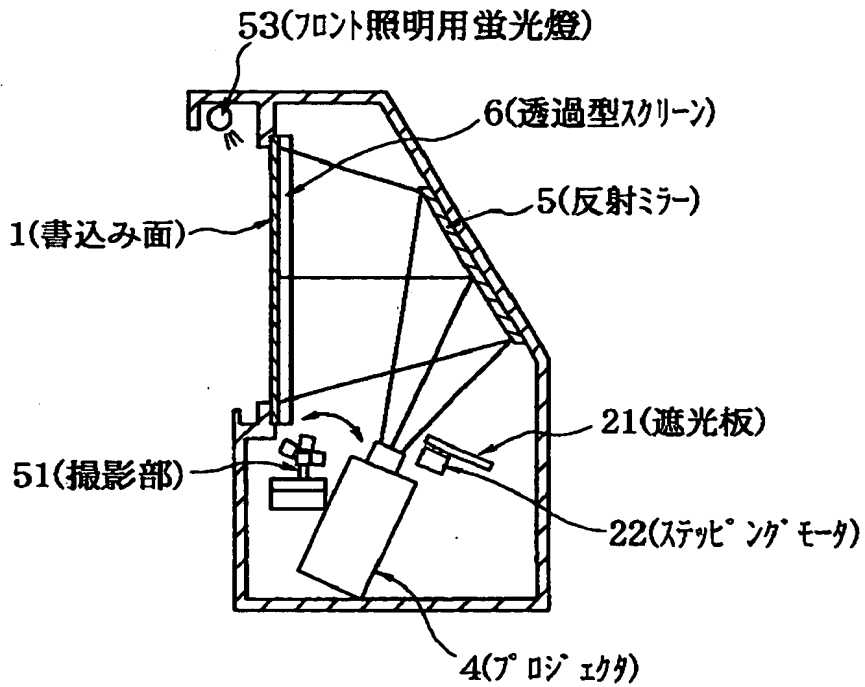 53(ﾌﾛﾝﾄ照明用蛍光燈)
6(透過型ｽｸﾘｰﾝ)
5(反射ﾐﾗｰ)
1(書込み面)
21(遮光板)
51(撮影部)
22(ｽﾃｯﾋﾟﾝｸﾞﾓｰﾀ)
4(ﾌﾟﾛｼﾞｪｸﾀ)